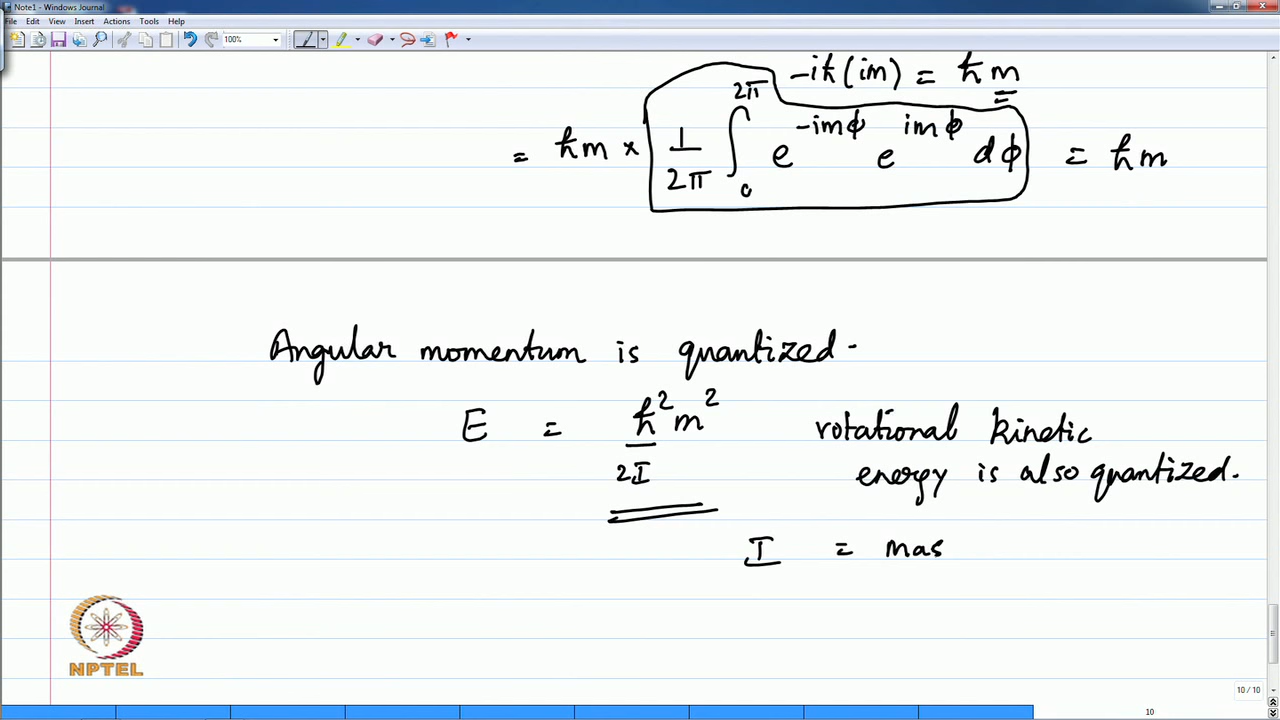 Note1 - Windows Journal
File Edit View Insert Actions Tools Help
100%
-iħ(im) = ħm
= ħm × 1/2π ∫₀^2π e^-imϕ e^imϕ dϕ = ħm
Angular momentum is quantized.
E = ħ²m²/2I rotational kinetic
energy is also quantized.
I = mas
NPTEL
10 / 10
10